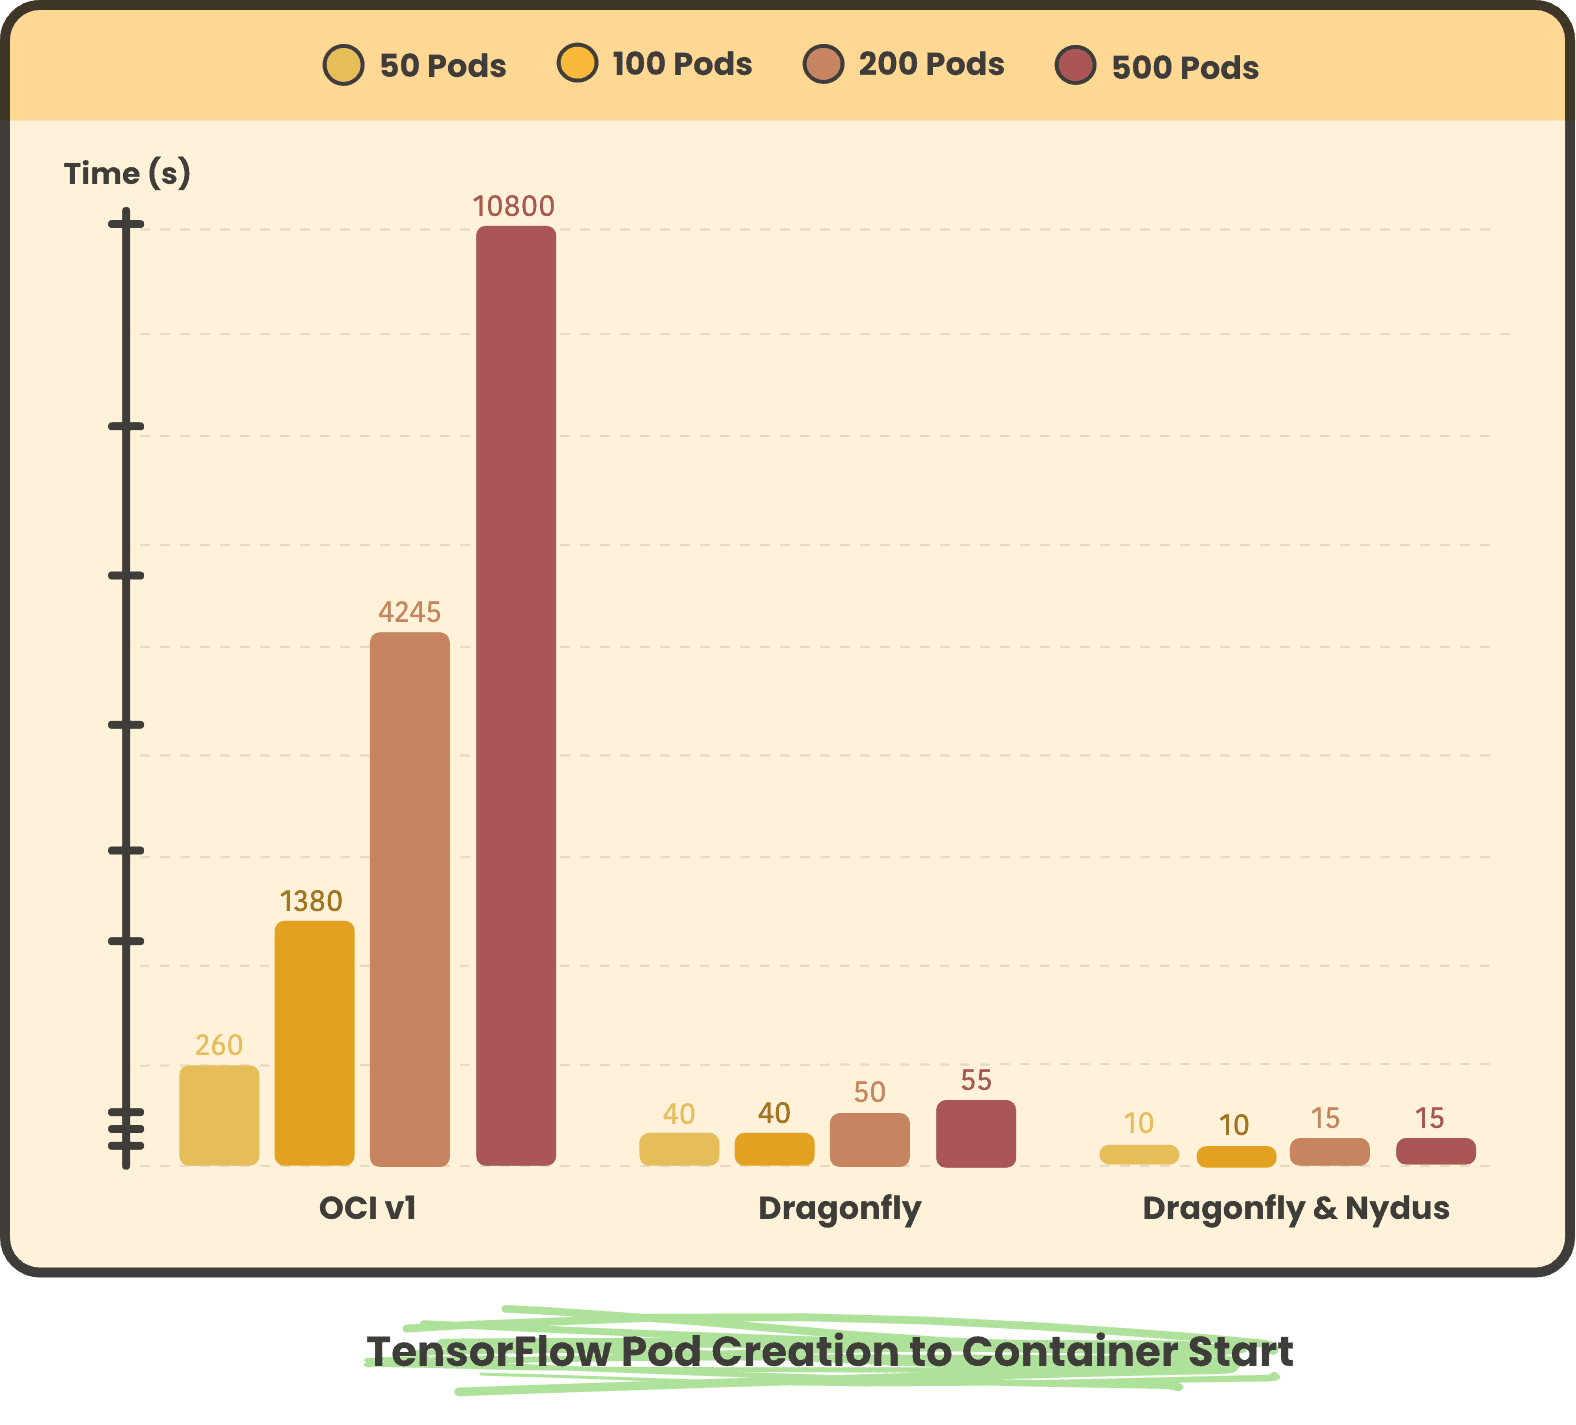 50 Pods
100 Pods
200 Pods
500 Pods
Time (s)
10800
4245
1380
260
40
40
50
55
10
10
15
15
OCI v1
Dragonfly
Dragonfly & Nydus
TensorFlow Pod Creation to Container Start